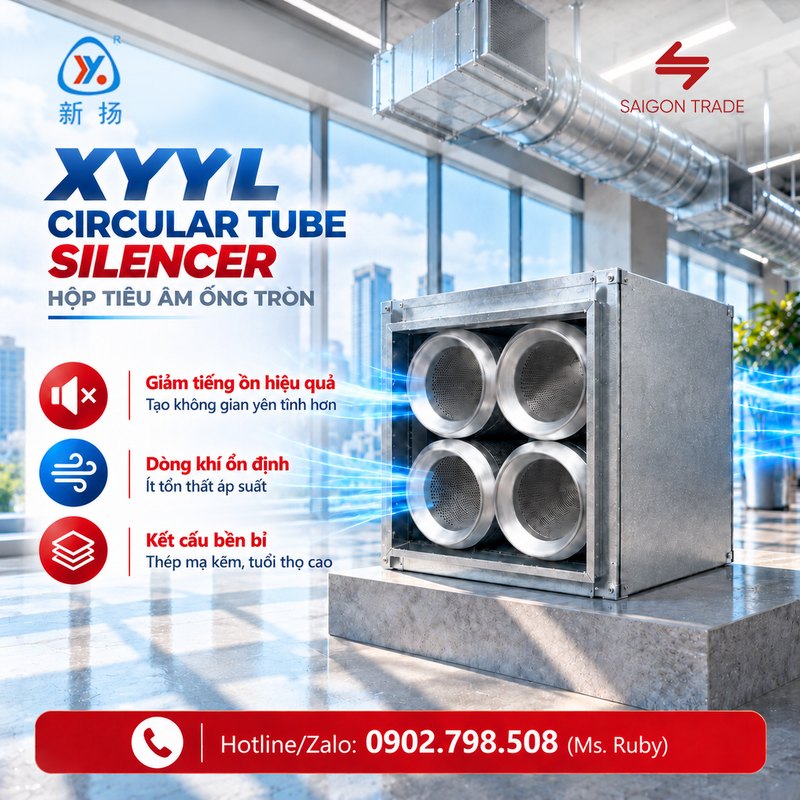 R
新扬
SAIGON TRADE
XYYL
CIRCULAR TUBE
SILENCER
HỘP TIÊU ÂM ỐNG TRÒN
Giảm tiếng ồn hiệu quả
Tạo không gian yên tĩnh hơn
Dòng khí ổn định
Ít tổn thất áp suất
Kết cấu bền bỉ
Thép mạ kẽm, tuổi thọ cao
Hotline/Zalo: 0902.798.508 (Ms. Ruby)